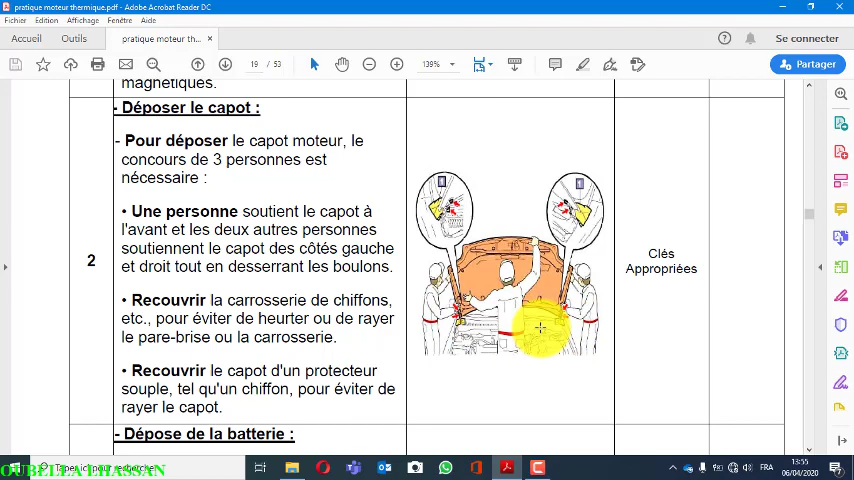 pratique moteur thermique.pdf - Adobe Acrobat Reader DC
Fichier Edition Affichage Fenêtre Aide
Accueil Outils pratique moteur the... × Se connecter
19 / 53 139% Partager
magnétiques.
- Déposer le capot :
- Pour déposer le capot moteur, le
concours de 3 personnes est
nécessaire :
• Une personne soutient le capot à
l'avant et les deux autres personnes
soutiennent le capot des côtés gauche
et droit tout en desserrant les boulons.
2
Clés
Appropriées
1
1
• Recouvrir la carrosserie de chiffons,
etc., pour éviter de heurter ou de rayer
le pare-brise ou la carrosserie.
• Recouvrir le capot d'un protecteur
souple, tel qu'un chiffon, pour éviter de
rayer le capot.
- Dépose de la batterie :
OUBELLA LHASSAN
Tapez ici pour rechercher
FRA
13:55
06/04/2020